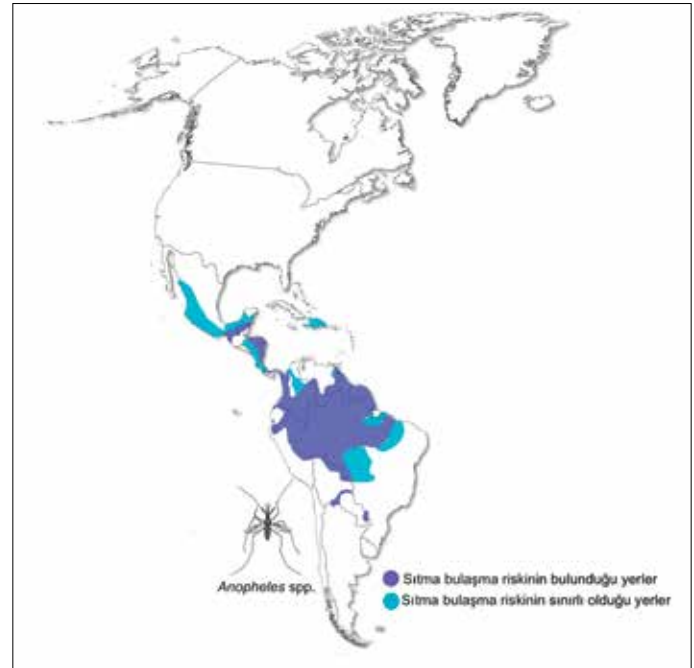 Anopheles spp.
Sıtma bulaşma riskinin bulunduğu yerler
Sıtma bulaşma riskinin sınırlı olduğu yerler